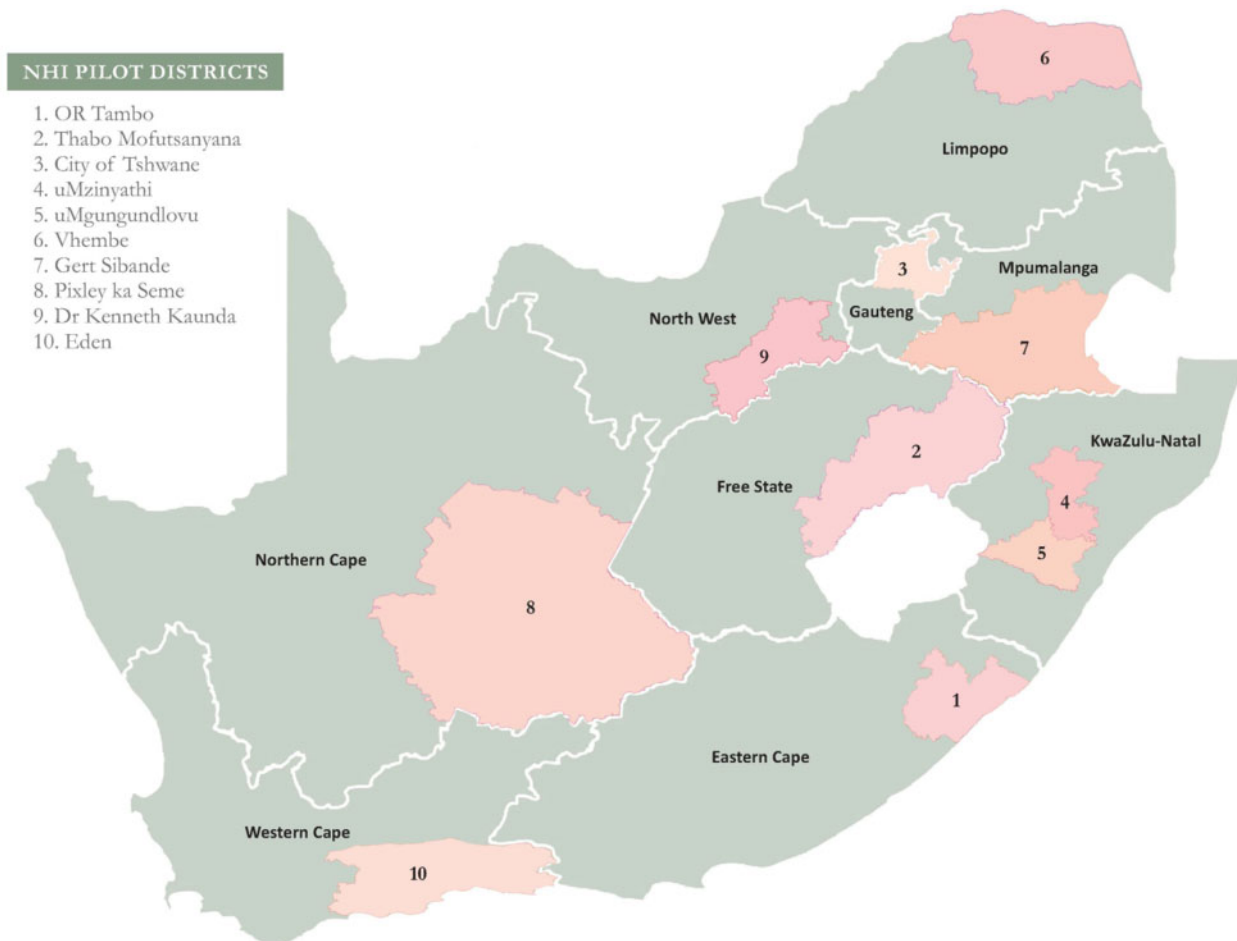 NHI PILOT DISTRICTS
1. OR Tambo
2. Thabo Mofutsanyana
3. City of Tshwane
4. uMzinyathi
5. uMgungundlovu
6. Vhembe
7. Gert Sibande
8. Pixley ka Seme
9. Dr Kenneth Kaunda
10. Eden
6
Limpopo
3
Mpumalanga
North West
Gauteng
9
7
2
KwaZulu-Natal
Free State
4
Northern Cape
5
8
1
Eastern Cape
Western Cape
10